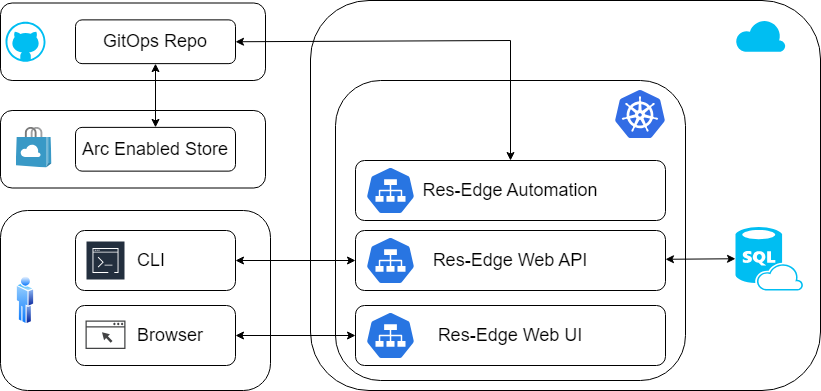 GitOps Repo
Arc Enabled Store
Res-Edge Automation
CLI
Res-Edge Web API
SQL
Browser
Res-Edge Web UI